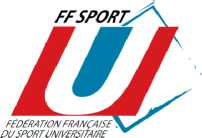 FF SPORT
U
FÉDÉRATION FRANÇAISE
DU SPORT UNIVERSITAIRE